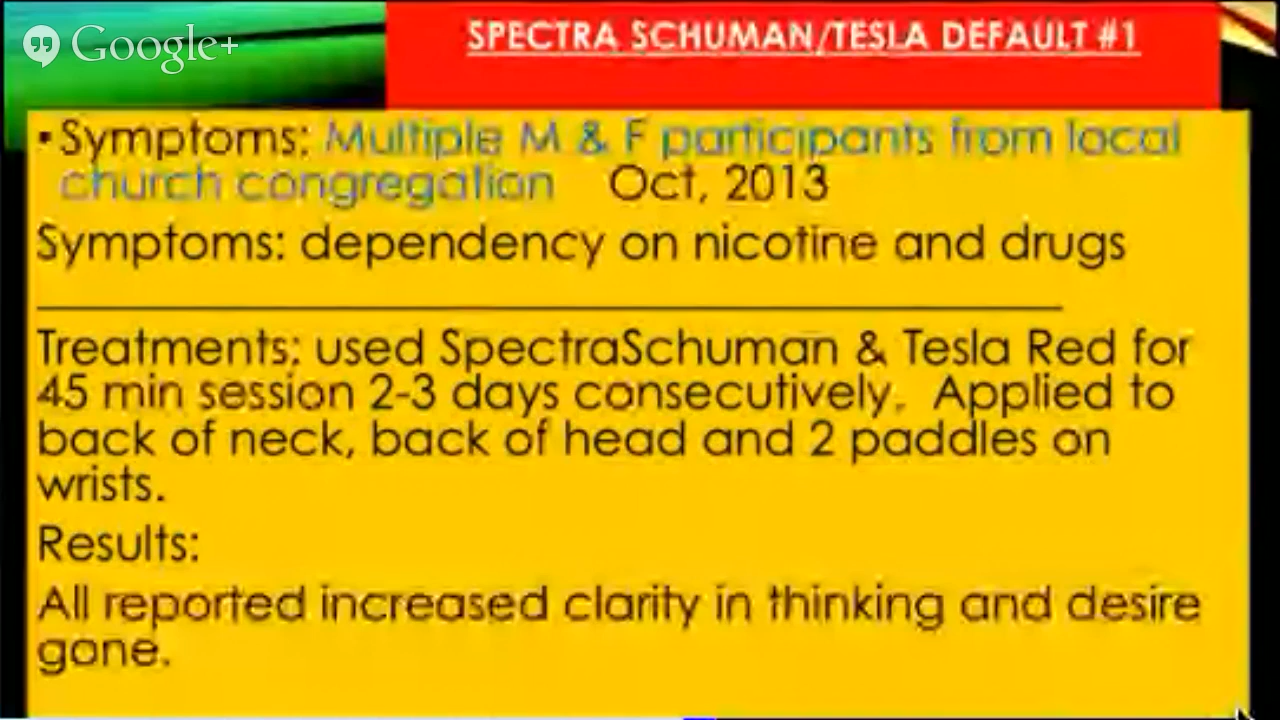 Google+
SPECTRA SCHUMAN/TESLA DEFAULT #1
▪ Symptoms: Multiple M & F participants from local
church congregation Oct, 2013
Symptoms: dependency on nicotine and drugs
Treatments: used SpectraSchuman & Tesla Red for
45 min session 2-3 days consecutively. Applied to
back of neck, back of head and 2 paddles on
wrists.
Results:
All reported increased clarity in thinking and desire
gone.